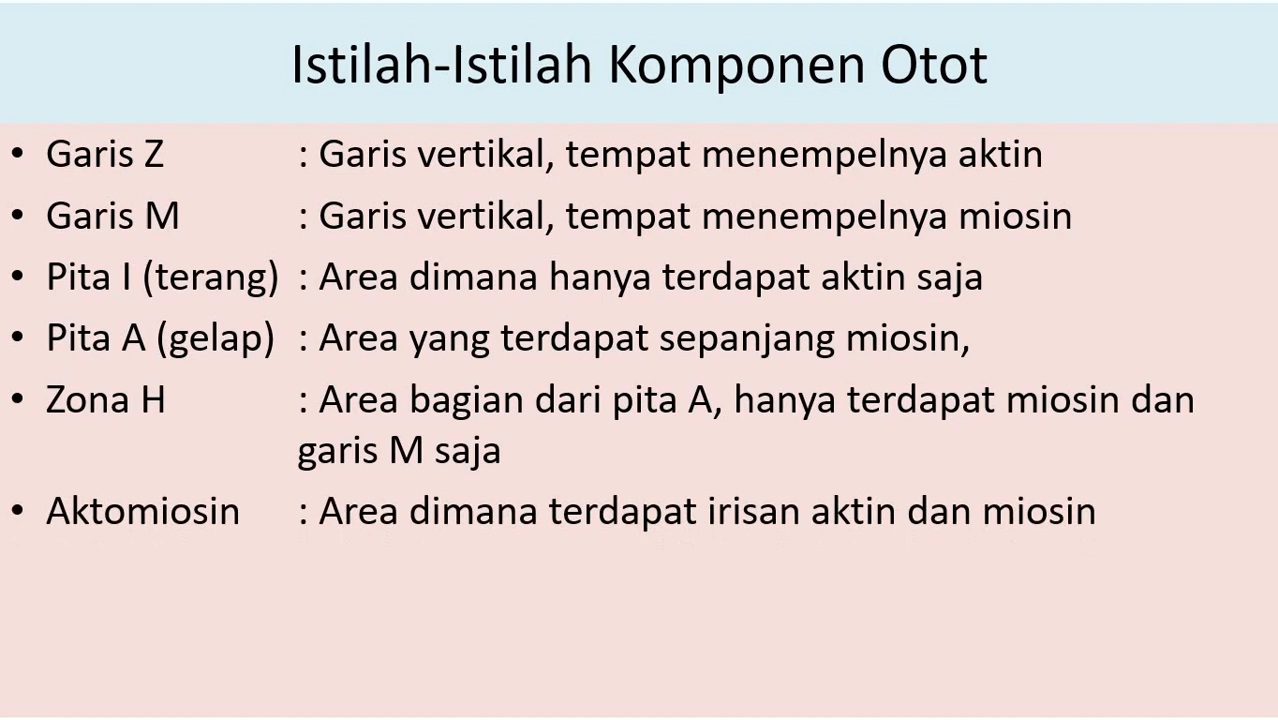 Istilah-Istilah Komponen Otot
• Garis Z : Garis vertikal, tempat menempelnya aktin
• Garis M : Garis vertikal, tempat menempelnya miosin
• Pita I (terang) : Area dimana hanya terdapat aktin saja
• Pita A (gelap) : Area yang terdapat sepanjang miosin,
• Zona H : Area bagian dari pita A, hanya terdapat miosin dan
garis M saja
• Aktomiosin : Area dimana terdapat irisan aktin dan miosin